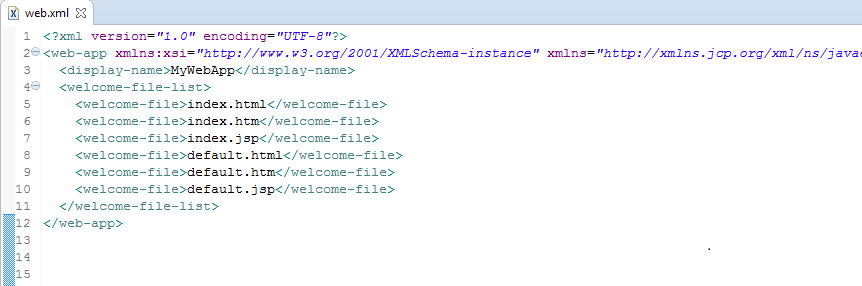 web.xml
1 <?xml version="1.0" encoding="UTF-8"?>
2 <web-app xmlns:xsi="http://www.w3.org/2001/XMLSchema-instance" xmlns="http://xmlns.jcp.org/xml/ns/javae
3 <display-name>MyWebApp</display-name>
4 <welcome-file-list>
5 <welcome-file>index.html</welcome-file>
6 <welcome-file>index.htm</welcome-file>
7 <welcome-file>index.jsp</welcome-file>
8 <welcome-file>default.html</welcome-file>
9 <welcome-file>default.htm</welcome-file>
10 <welcome-file>default.jsp</welcome-file>
11 </welcome-file-list>
12 </web-app>
13
14
15